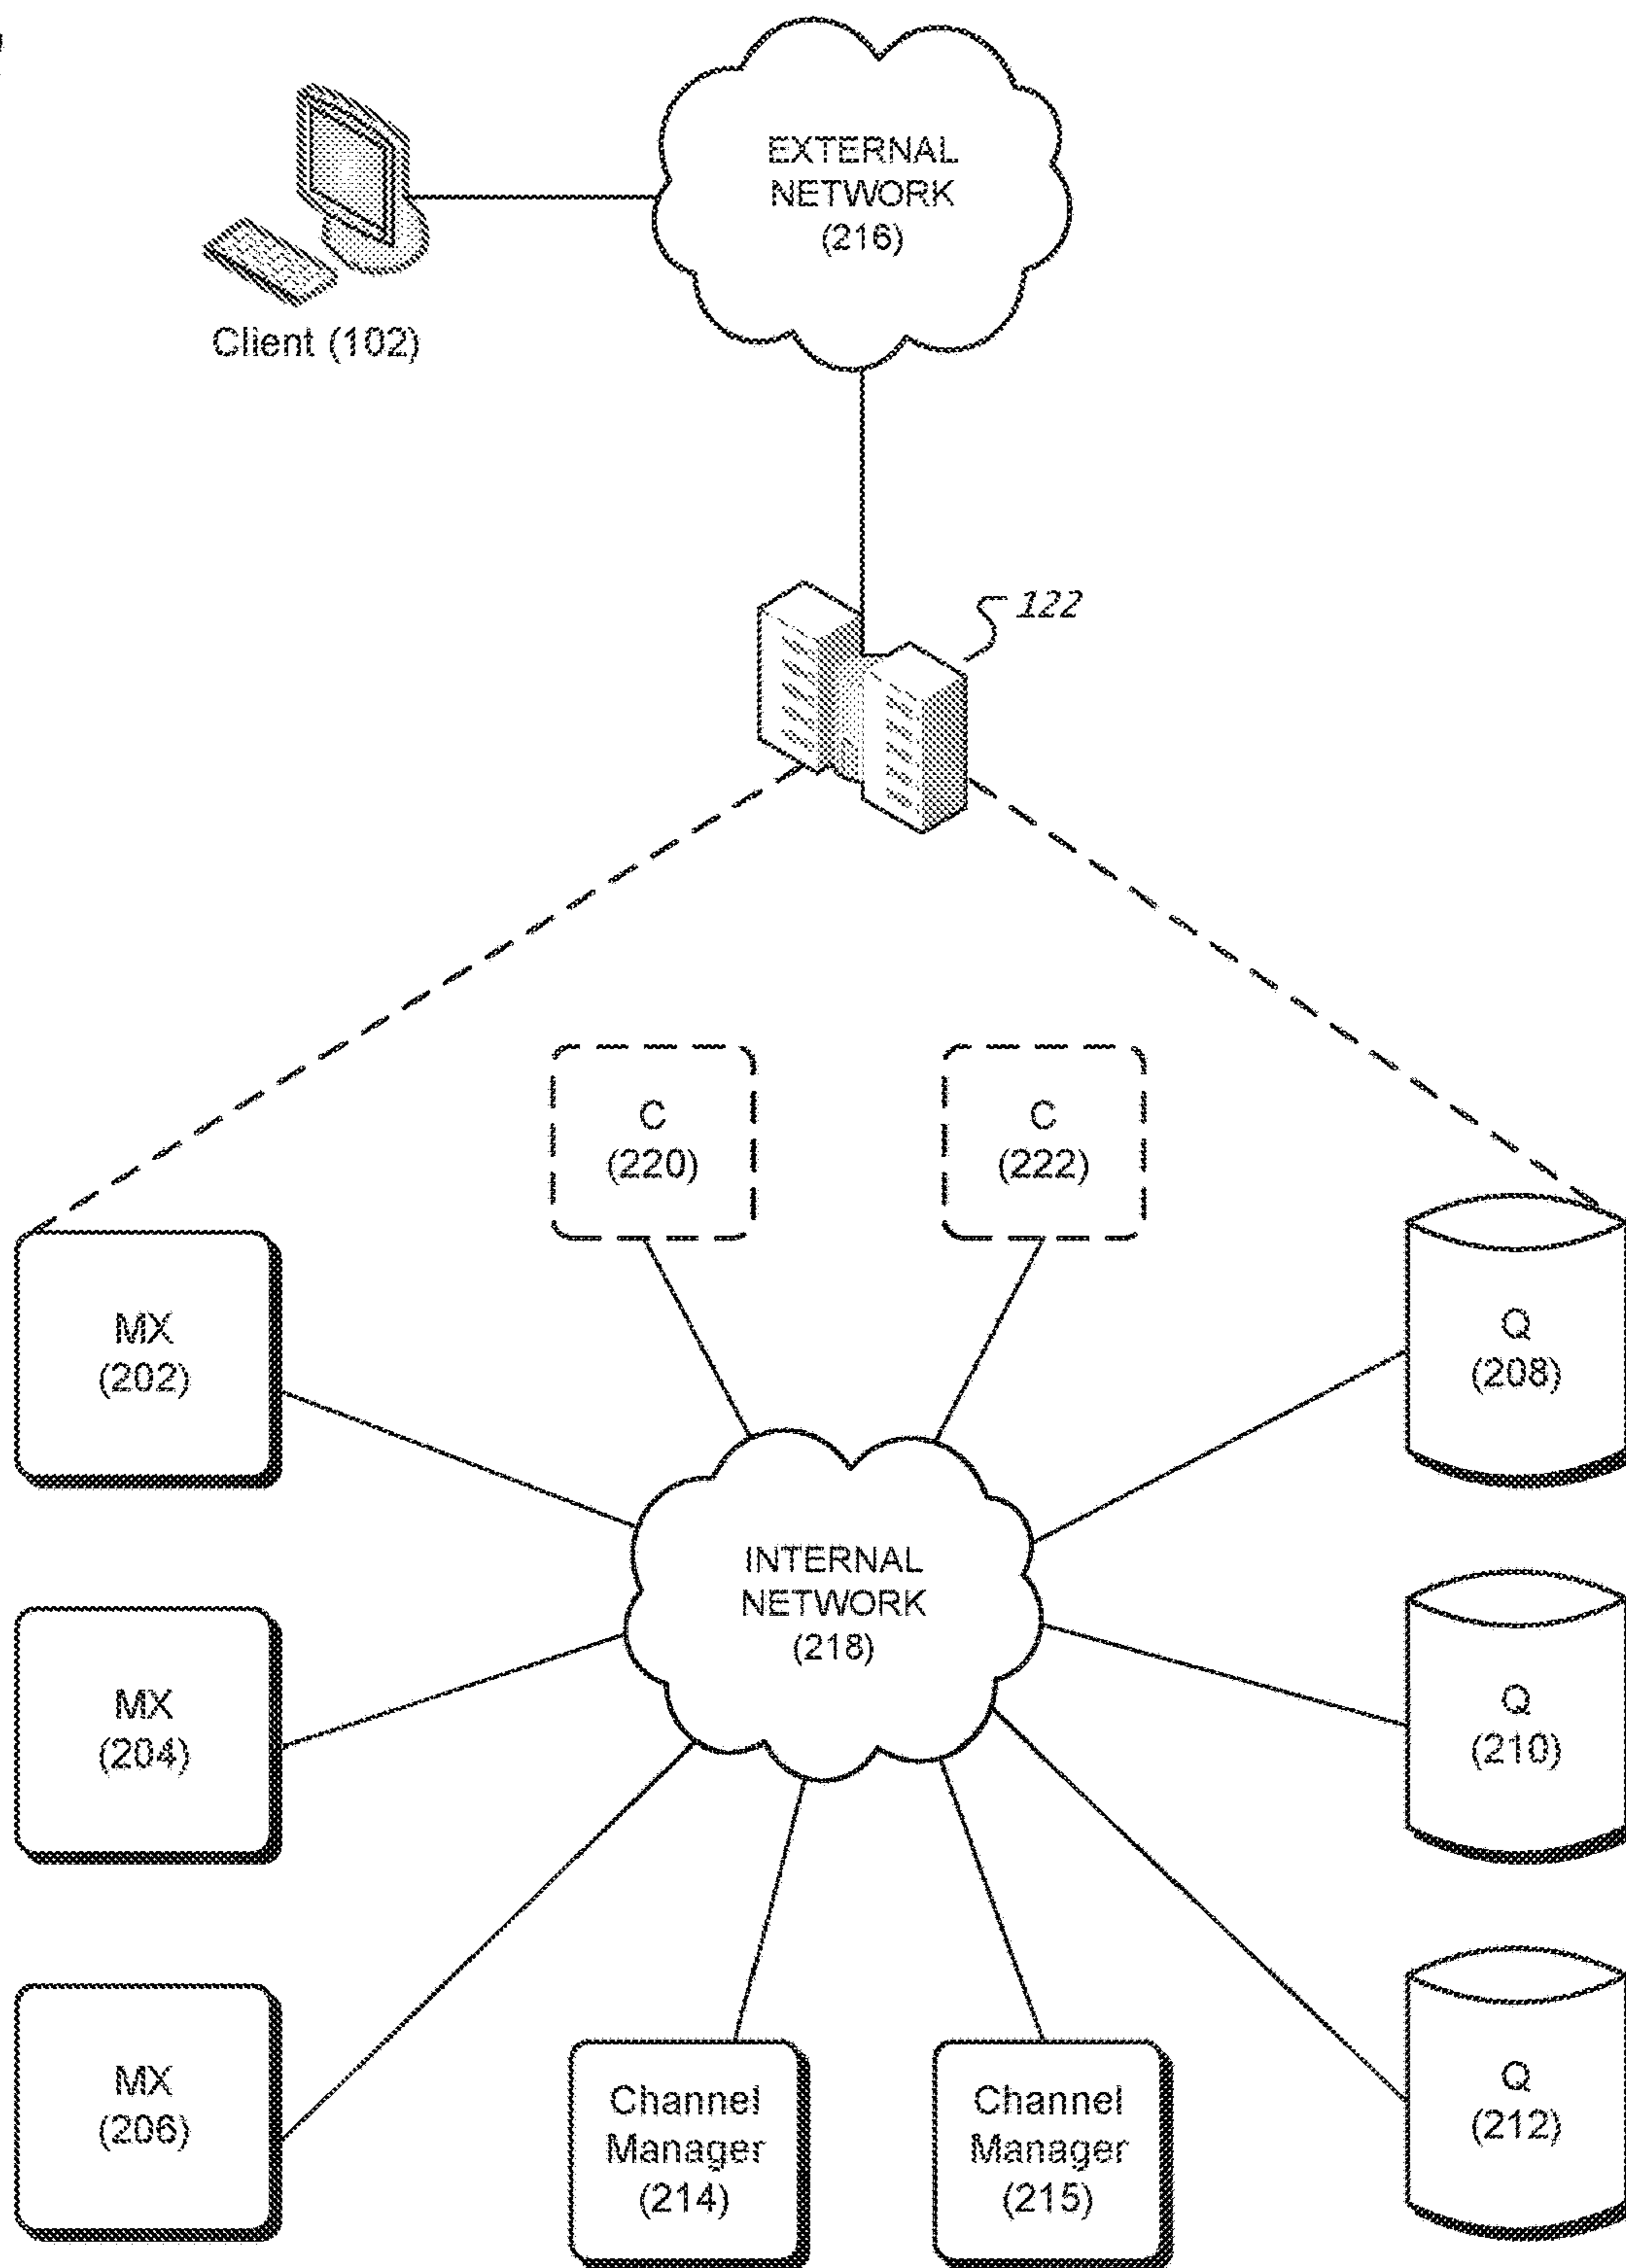 EXTERNAL
NETWORK
(216)
Client (102)
122
C
(220)
C
(222)
MX
(202)
Q
(208)
INTERNAL
NETWORK
(218)
MX
(204)
Q
(210)
MX
(206)
Channel
Manager
(214)
Channel
Manager
(215)
Q
(212)